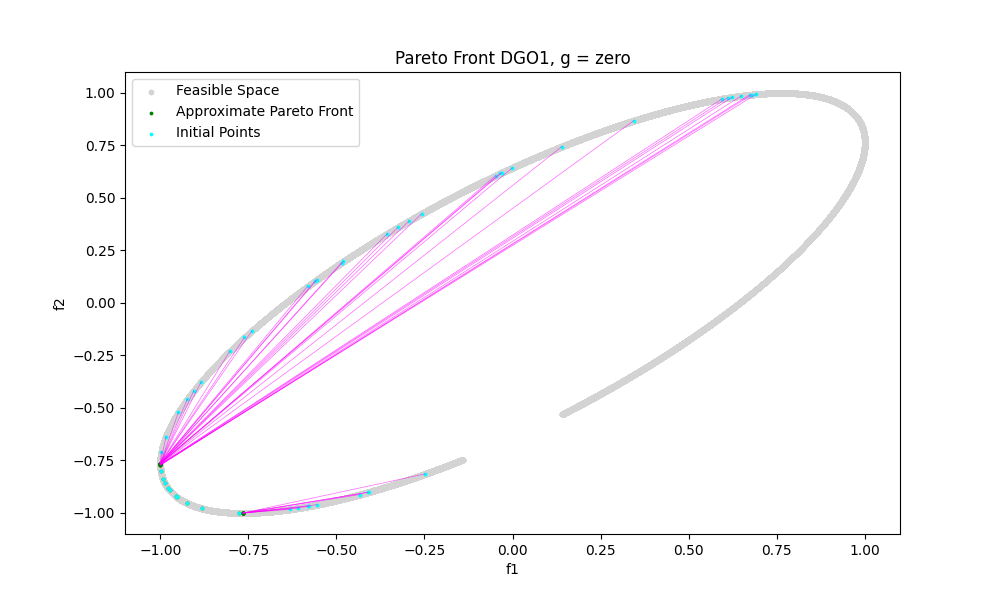 Pareto Front DGO1, g = zero
Feasible Space
Approximate Pareto Front
Initial Points
f2
1.00
0.75
0.50
0.25
0.00
−0.25
−0.50
−0.75
−1.00
−1.00 −0.75 −0.50 −0.25 0.00 0.25 0.50 0.75 1.00
f1